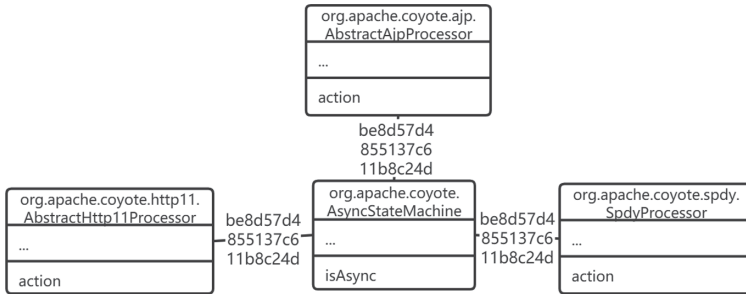 org.apache.coyote.ajp.
AbstractAjpProcessor
...
action
be8d57d4
855137c6
11b8c24d
org.apache.coyote.http11.
AbstractHttp11Processor
...
action
be8d57d4
855137c6
11b8c24d
org.apache.coyote.
AsyncStateMachine
...
isAsync
be8d57d4
855137c6
11b8c24d
org.apache.coyote.spdy.
SpdyProcessor
...
action